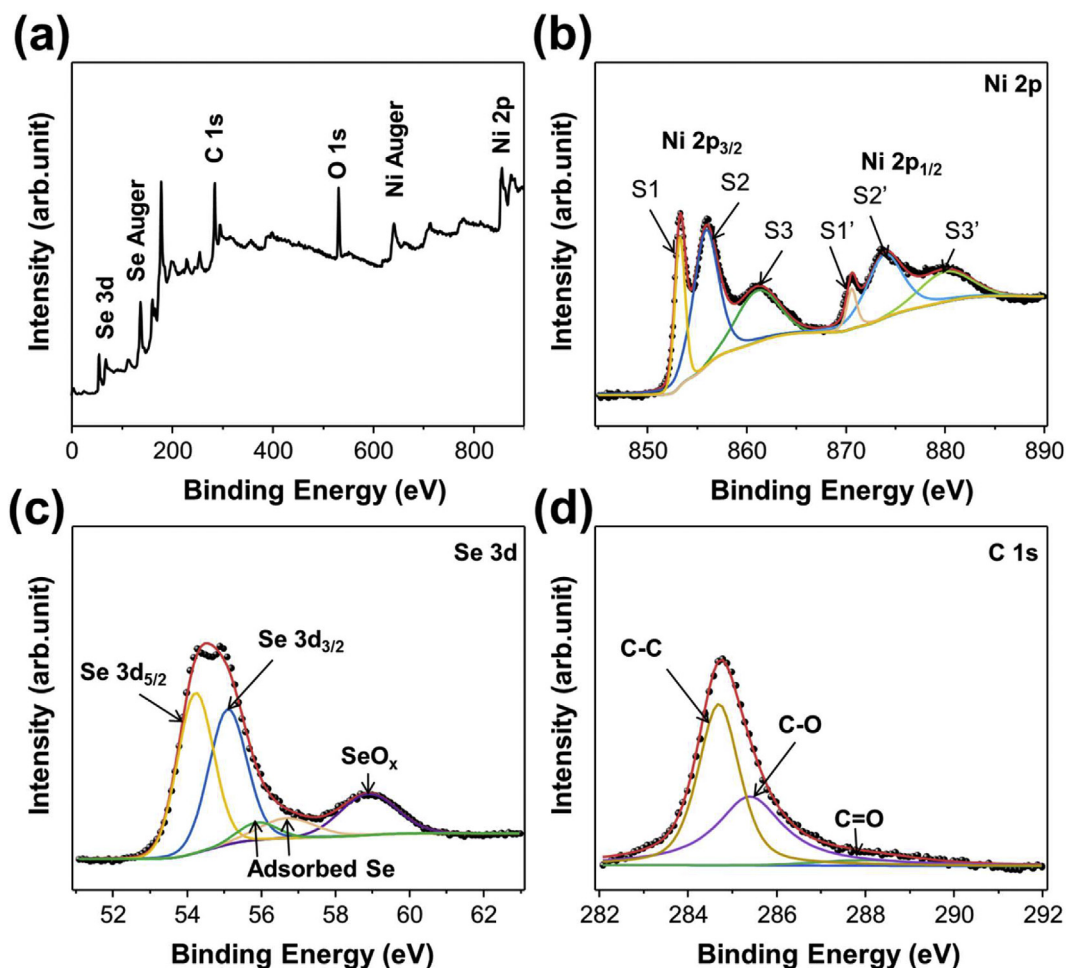 (a)
Intensity (arb.unit)
Se 3d
Se Auger
C 1s
O 1s
Ni Auger
Ni 2p
0 200 400 600 800
Binding Energy (eV)
(b)
Intensity (arb.unit)
Ni 2p
Ni 2p3/2
Ni 2p1/2
S1
S2
S3
S1’
S2’
S3’
850 860 870 880 890
Binding Energy (eV)
(c)
Intensity (arb.unit)
Se 3d
Se 3d5/2
Se 3d3/2
SeOx
Adsorbed Se
52 54 56 58 60 62
Binding Energy (eV)
(d)
Intensity (arb.unit)
C 1s
C-C
C-O
C=O
282 284 286 288 290 292
Binding Energy (eV)